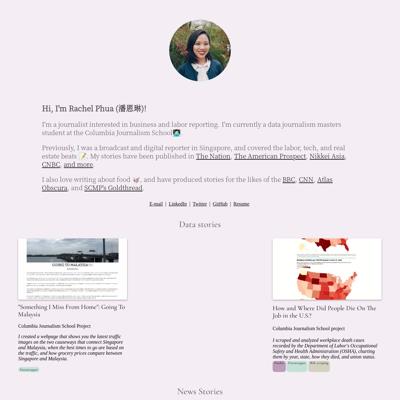 Hi, I'm Rachel Phua (潘恩琳)!
I'm a journalist interested in business and labor reporting. I'm currently a data journalism masters
student at the Columbia Journalism School👩🏻‍💻.
Previously, I was a broadcast and digital reporter in Singapore, and covered the labor, tech, and real
estate beats 📝. My stories have been published in The Nation, The American Prospect, Nikkei Asia,
CNBC, and more.
I also love writing about food 🥡, and have produced stories for the likes of the BBC, CNN, Atlas
Obscura, and SCMP's Goldthread.
E-mail | LinkedIn | Twitter | GitHub | Resume
Data stories
GOING TO MALAYSIA
"Something I Miss From Home": Going To
Malaysia
Columbia Journalism School Project
I created a webpage that shows you the latest traffic
images on the two causeways that connect Singapore
and Malaysia, when the best times to go are based on
the traffic, and how grocery prices compare between
Singapore and Malaysia.
How and Where Did People Die On The
Job in the U.S.?
Columbia Journalism School project
I scraped and analyzed workplace death cases
recorded by the Department of Labor's Occupational
Safety and Health Administration (OSHA), charting
them by year, state, how they died, and union status.
News Stories